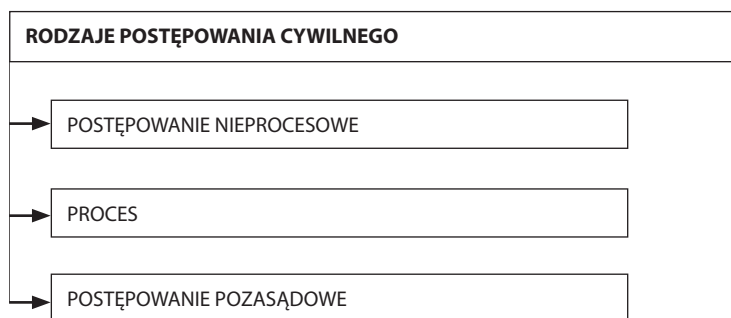 RODZAJE POSTĘPOWANIA CYWILNEGO
POSTĘPOWANIE NIEPROCESOWE
PROCES
POSTĘPOWANIE POZASĄDOWE